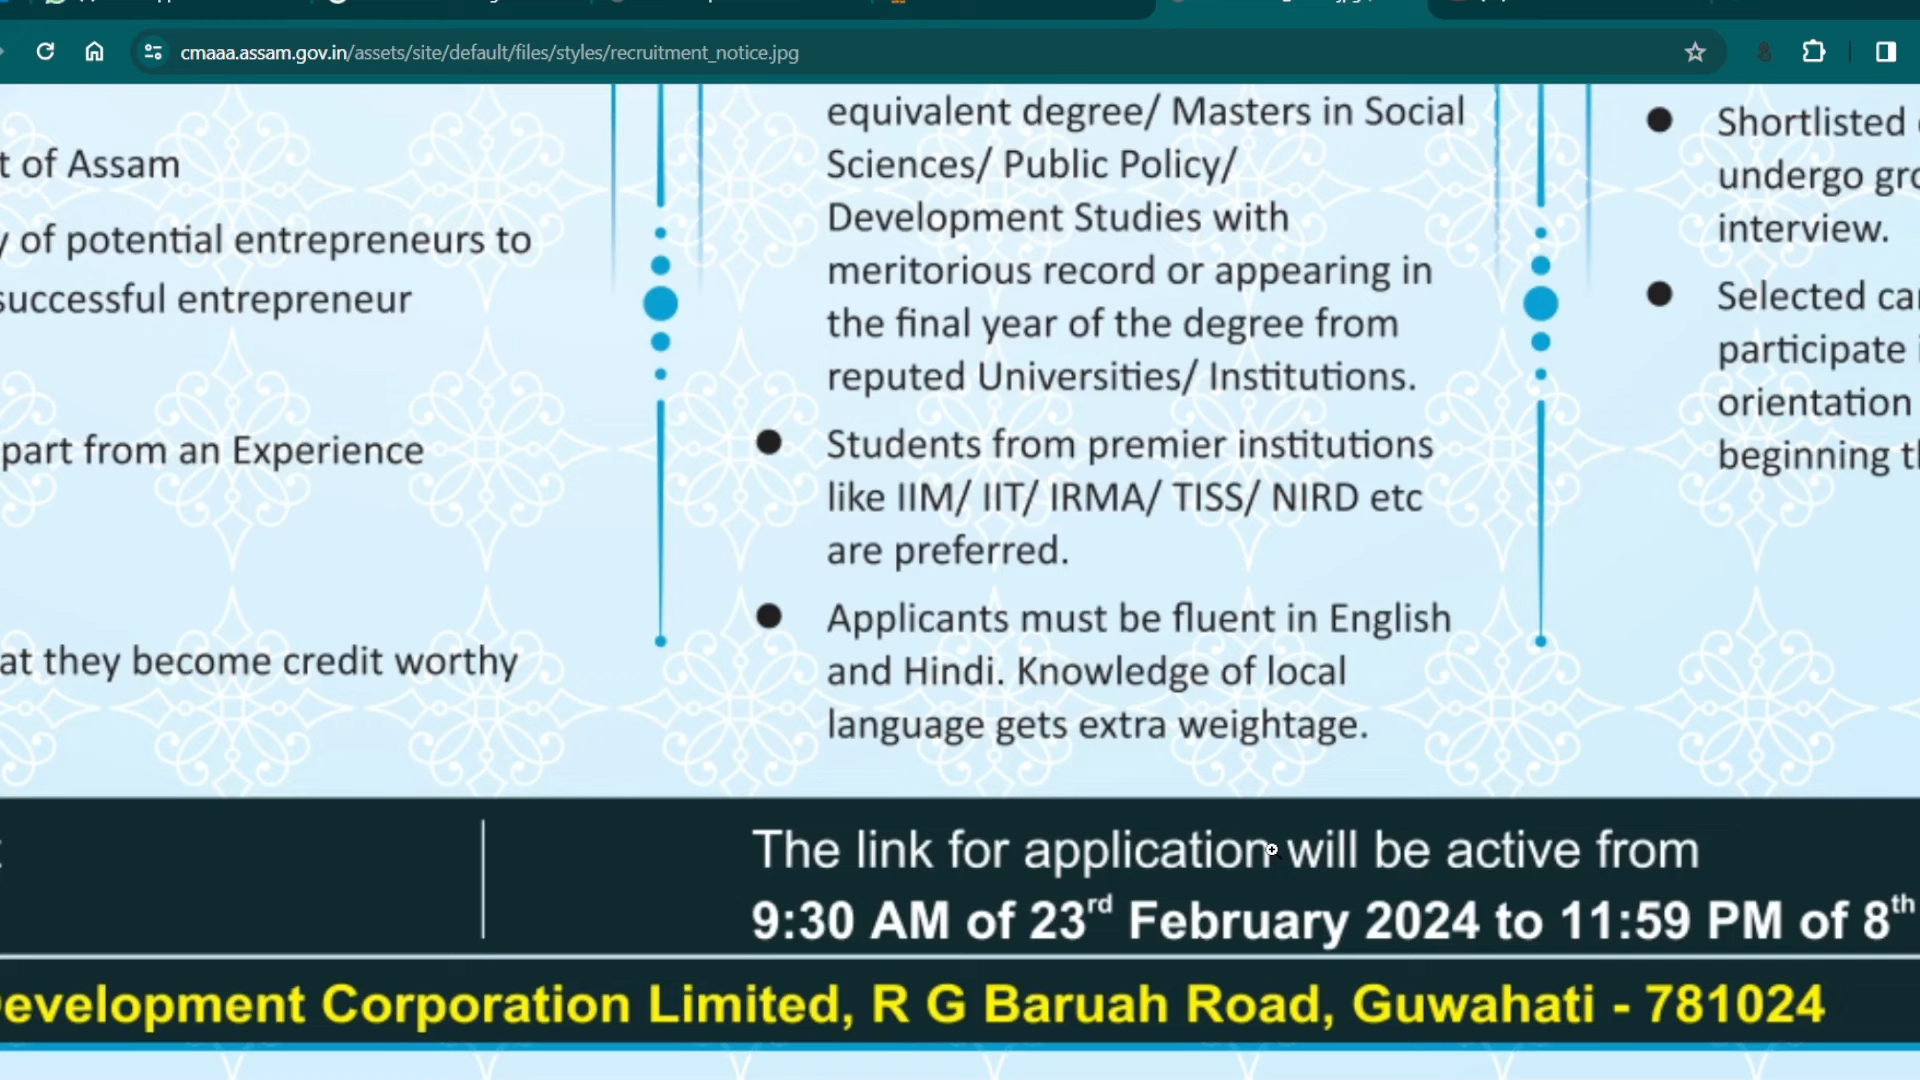 cmaaa.assam.gov.in/assets/site/default/files/styles/recruitment_notice.jpg
t of Assam
y of potential entrepreneurs to
successful entrepreneur
part from an Experience
at they become credit worthy
equivalent degree/ Masters in Social
Sciences/ Public Policy/
Development Studies with
meritorious record or appearing in
the final year of the degree from
reputed Universities/ Institutions.
● Students from premier institutions
like IIM/ IIT/ IRMA/ TISS/ NIRD etc
are preferred.
● Applicants must be fluent in English
and Hindi. Knowledge of local
language gets extra weightage.
● Shortlisted
undergo gro
interview.
● Selected ca
participate
orientation
beginning t
The link for application will be active from
9:30 AM of 23rd February 2024 to 11:59 PM of 8th
evelopment Corporation Limited, R G Baruah Road, Guwahati - 781024